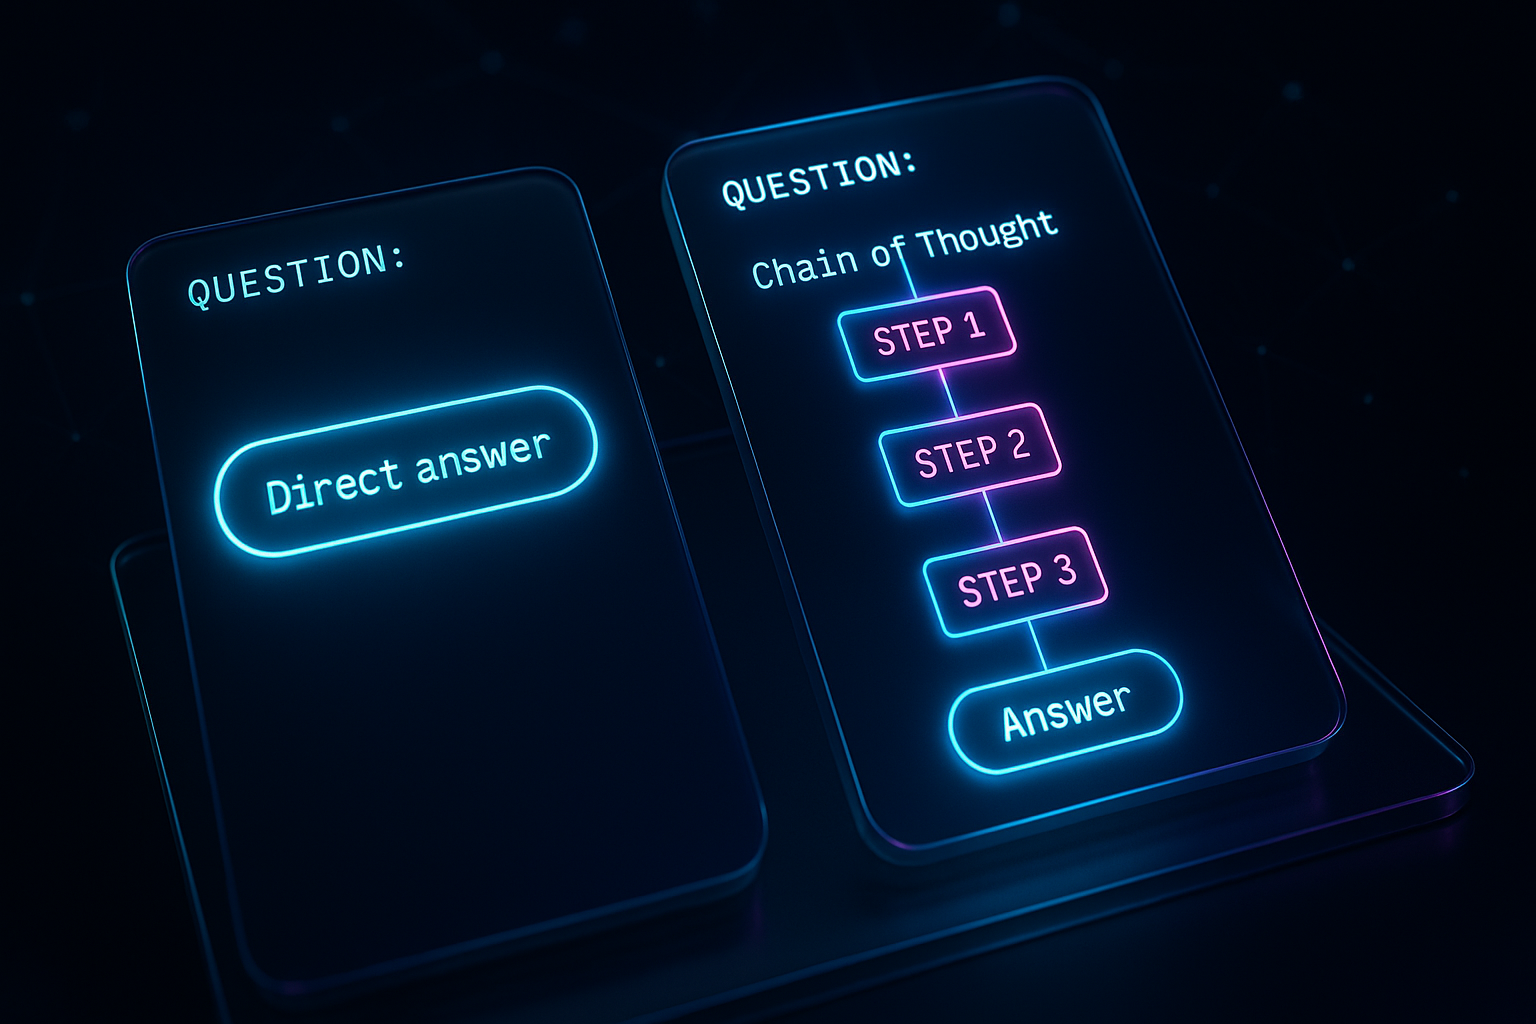 QUESTION:
Direct answer
QUESTION:
Chain of Thought
STEP 1
STEP 2
STEP 3
Answer